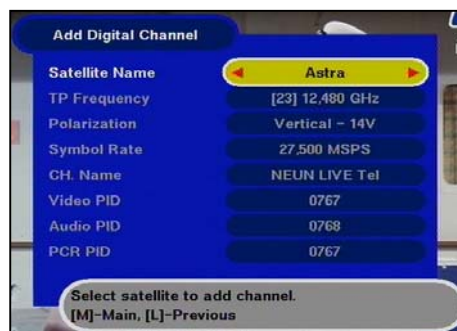 Add Digital Channel
Satellite Name Astra
TP Frequency [23] 12,480 GHz
Polarization Vertical - 14V
Symbol Rate 27,500 MSPS
CH. Name NEUN LIVE Tel
Video PID 0767
Audio PID 0768
PCR PID 0767
Select satellite to add channel.
[M]-Main, [L]-Previous